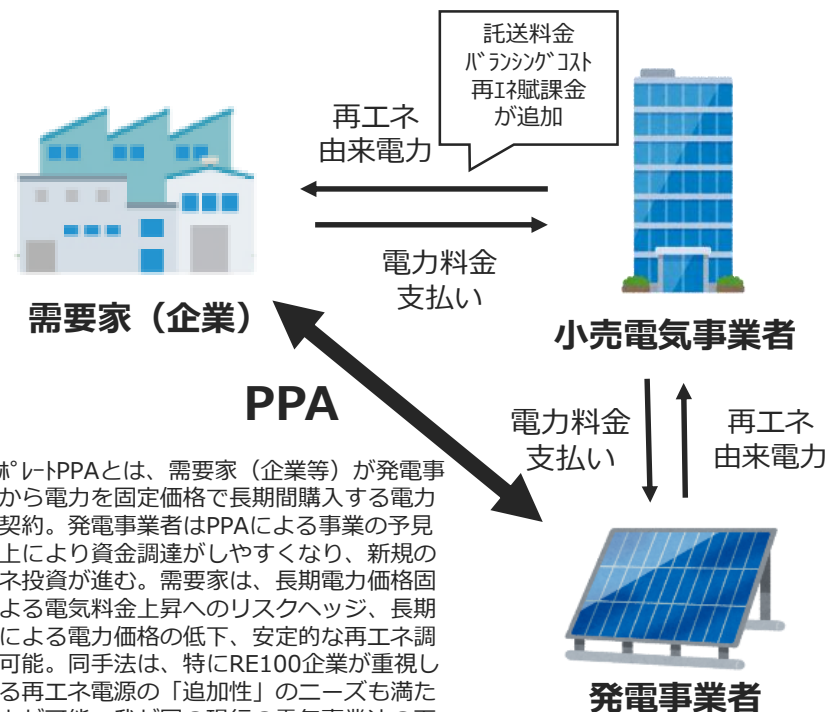 託送料金
ﾊﾞﾗﾝｼﾝｸﾞｺｽﾄ
再ｴﾈ賦課金
が追加
再エネ
由来電力
電力料金
支払い
需要家（企業）
小売電気事業者
PPA
電力料金
支払い
再エネ
由来電力
ﾎﾟﾚｰﾄPPAとは、需要家（企業等）が発電事
から電力を固定価格で長期間購入する電力
契約。発電事業者はPPAによる事業の予見
上により資金調達がしやすくなり、新規の
ネ投資が進む。需要家は、長期電力価格固
よる電気料金上昇へのリスクヘッジ、長期
による電力価格の低下、安定的な再エネ調
可能。同手法は、特にRE100企業が重視し
る再エネ電源の「追加性」のニーズも満た
発電事業者